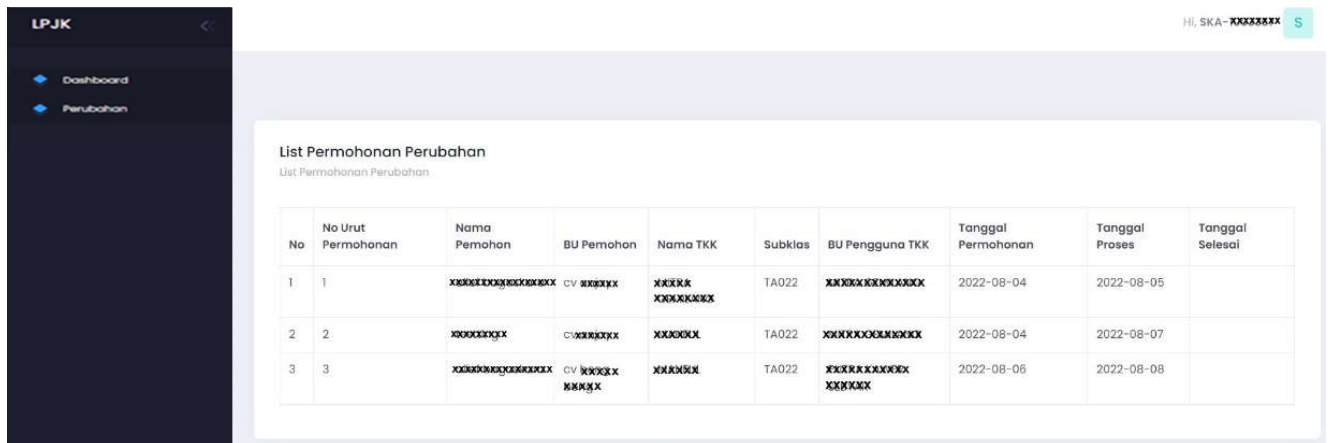 LPJK
Hi, SKA-XXXXXXXX S
Dashboard
Perubahan
List Permohonan Perubahan
List Permohonan Perubahan
No No Urut Permohonan Nama Pemohon BU Pemohon Nama TKK Subklas BU Pengguna TKK Tanggal Permohonan Tanggal Proses Tanggal Selesai
1 1 cv TA022 2022-08-04 2022-08-05
2 2 cv TA022 2022-08-04 2022-08-07
3 3 cv TA022 2022-08-06 2022-08-08